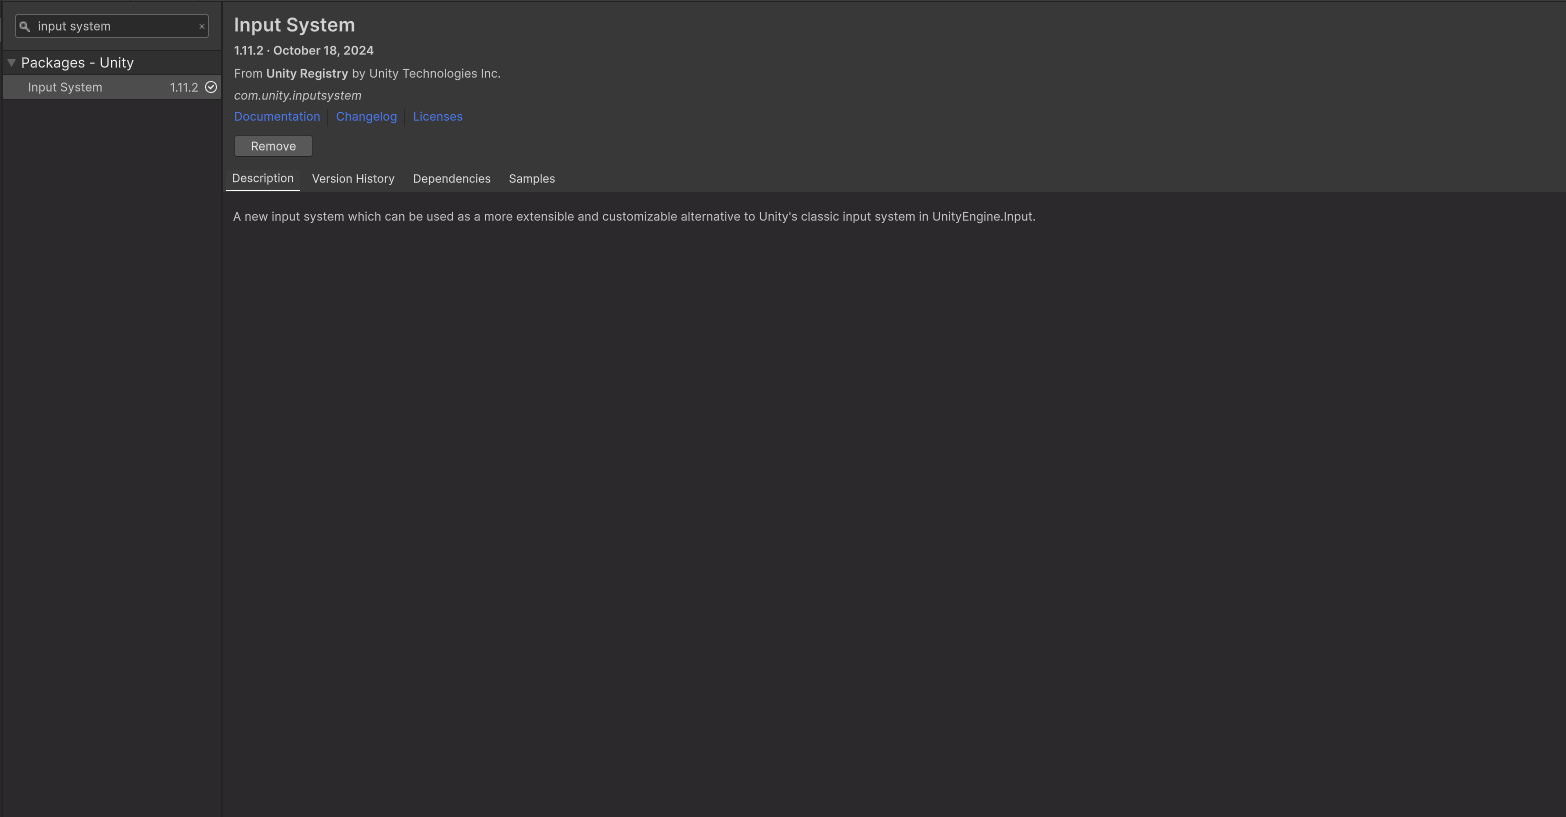 input system
Packages - Unity
Input System 1.11.2
Input System
1.11.2 · October 18, 2024
From Unity Registry by Unity Technologies Inc.
com.unity.inputsystem
Documentation Changelog Licenses
Remove
Description Version History Dependencies Samples
A new input system which can be used as a more extensible and customizable alternative to Unity's classic input system in UnityEngine.Input.